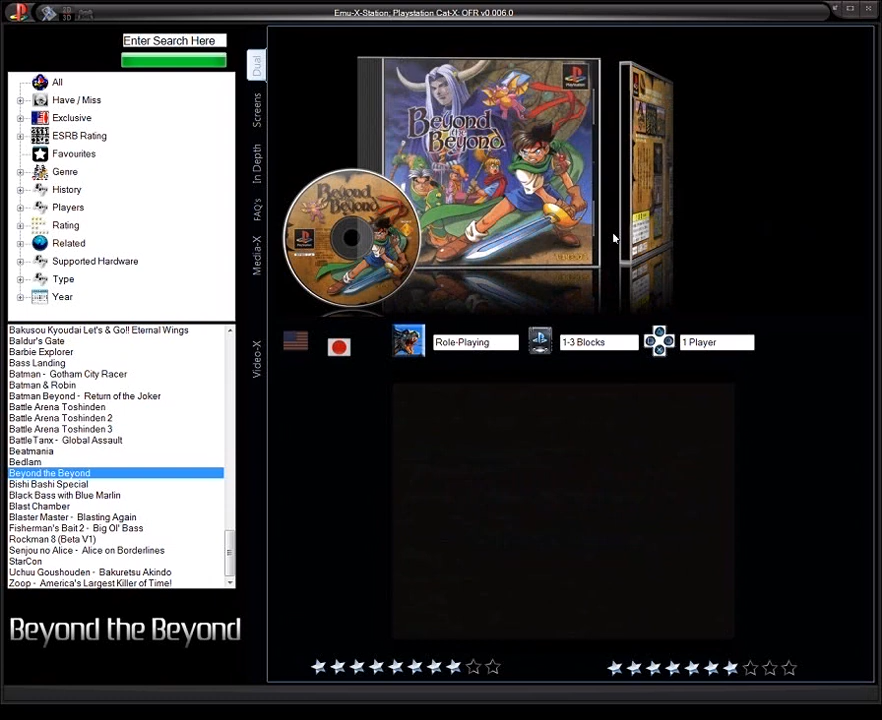 Emu-X-Station; Playstation Cat-X: OFR v0.006.0
2D
3D
Enter Search Here
All
Have / Miss
Exclusive
ESRB Rating
Favourites
Genre
History
Players
Rating
Related
Supported Hardware
Type
Year
Bakusou Kyoudai Let's & Go!! Eternal Wings
Baldur's Gate
Barbie Explorer
Bass Landing
Batman - Gotham City Racer
Batman & Robin
Batman Beyond - Return of the Joker
Battle Arena Toshinden
Battle Arena Toshinden 2
Battle Arena Toshinden 3
BattleTanx - Global Assault
Beatmania
Bedlam
Beyond the Beyond
Bishi Bashi Special
Black Bass with Blue Marlin
Blast Chamber
Blaster Master - Blasting Again
Fisherman's Bait 2 - Big Ol' Bass
Rockman 8 (Beta V1)
Senjou no Alice - Alice on Borderlines
StarCon
Uchuu Goushouden - Bakuretsu Akindo
Zoop - America's Largest Killer of Time!
Beyond the Beyond
Dual
Screens
In Depth
FAQ's
Media-X
Video-X
Beyond
the
Beyond
PlayStation
Beyond
the
Beyond
Role-Playing
1-3 Blocks
1 Player